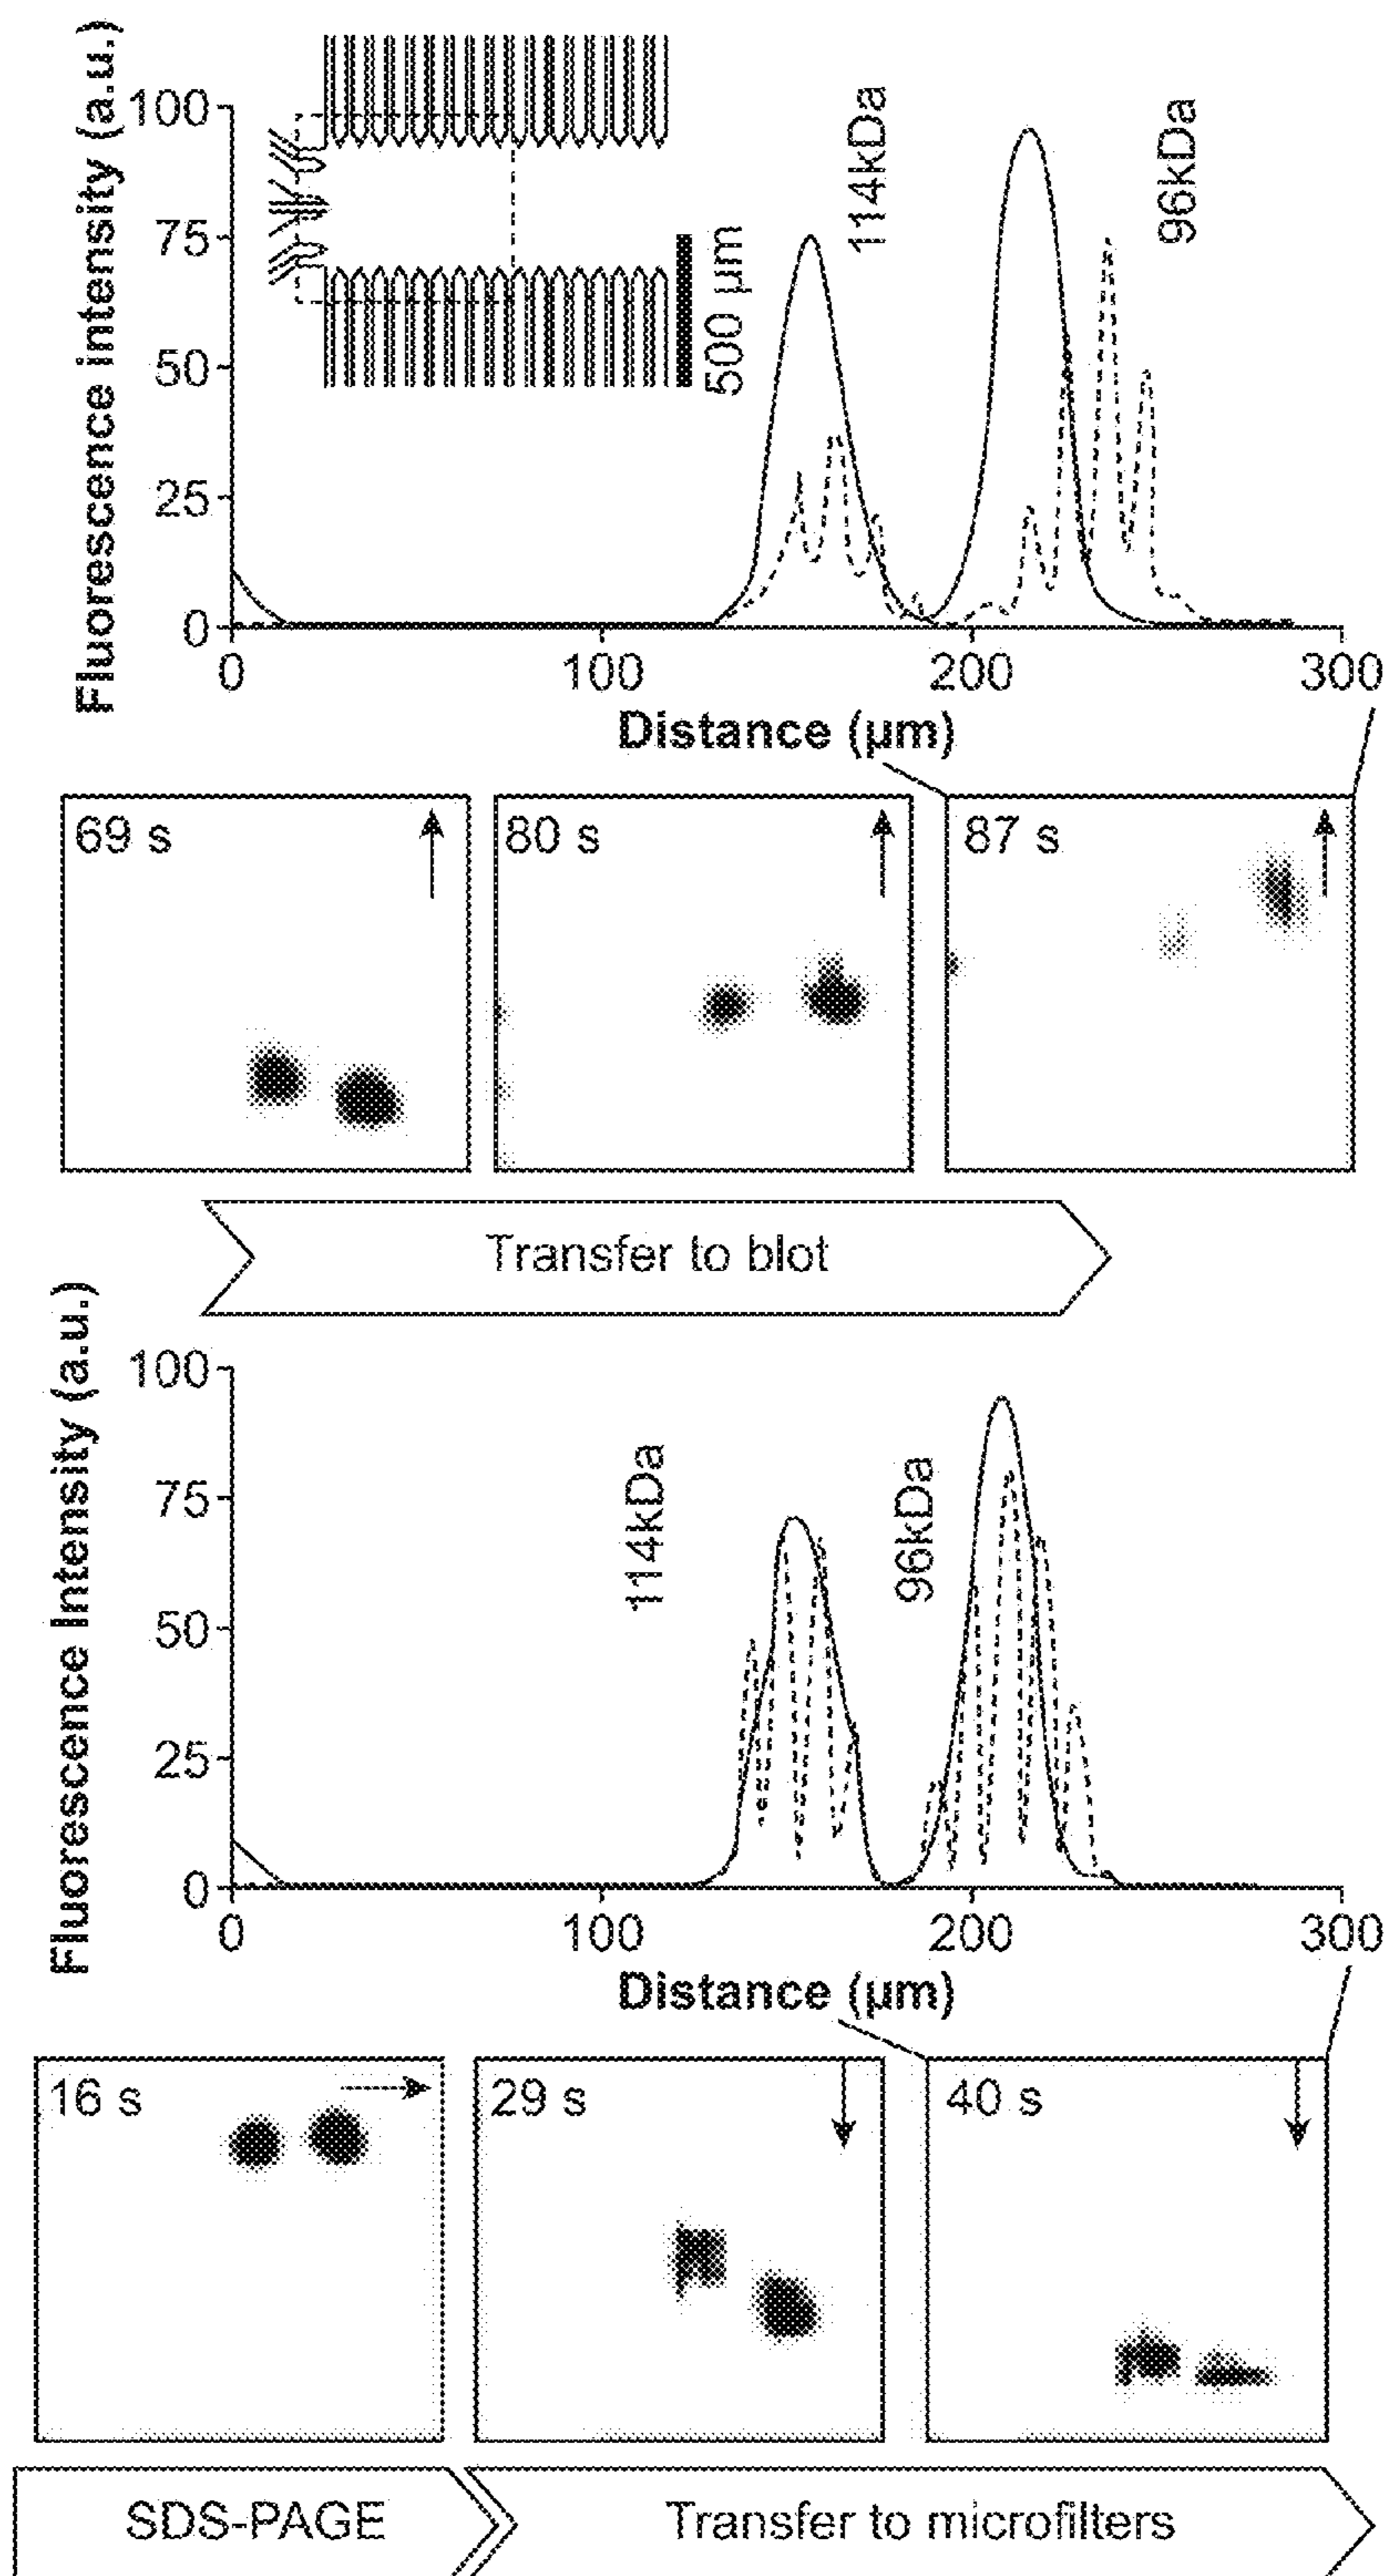 Fluorescence intensity (a.u.)
100
75
50
25
0
500 µm
114kDa
96kDa
0
100
200
300
Distance (µm)
69 s
80 s
87 s
Transfer to blot
Fluorescence Intensity (a.u.)
100
75
50
25
0
114kDa
96kDa
0
100
200
300
Distance (µm)
16 s
29 s
40 s
SDS-PAGE
Transfer to microfilters